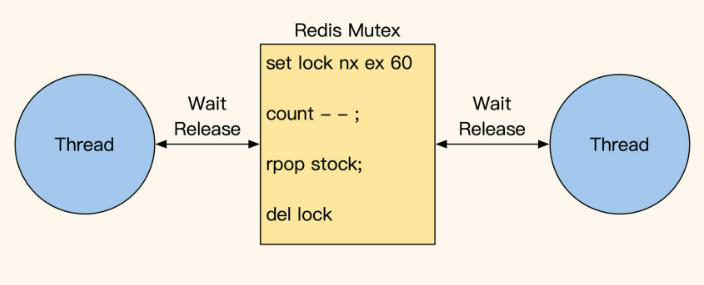 Redis Mutex
set lock nx ex 60
Wait
Release
Thread
count – – ;
Wait
Release
Thread
rpop stock;
del lock